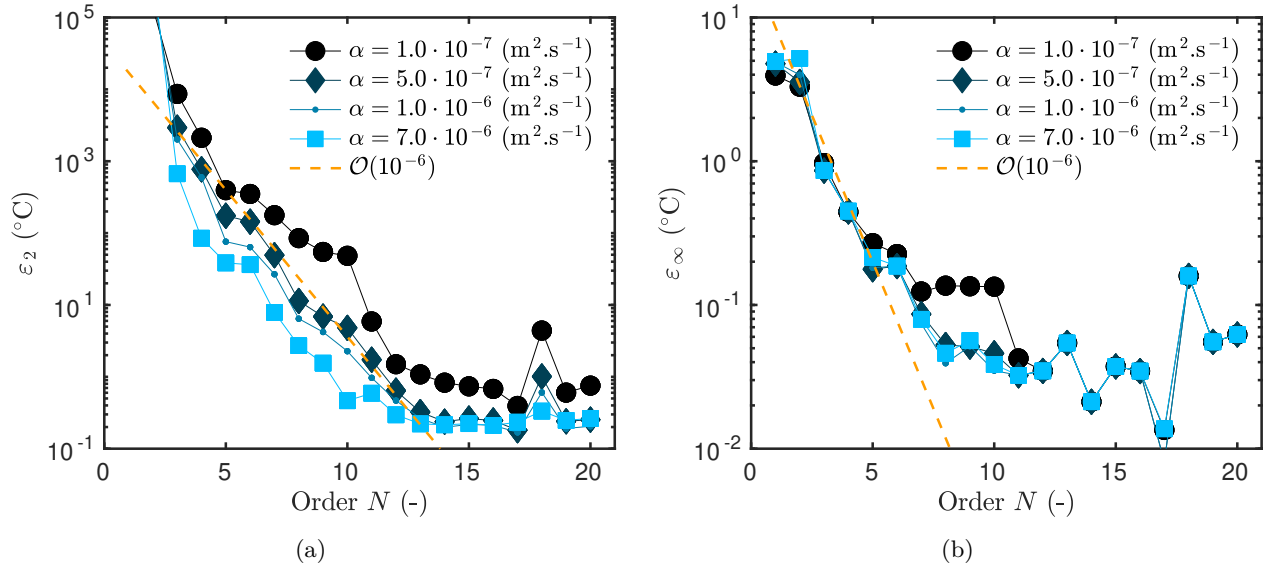 10^5
10^3
10^1
10^-1
ε_2 (°C)
0 5 10 15 20
Order N (-)
α = 1.0 · 10^-7 (m^2.s^-1)
α = 5.0 · 10^-7 (m^2.s^-1)
α = 1.0 · 10^-6 (m^2.s^-1)
α = 7.0 · 10^-6 (m^2.s^-1)
O(10^-6)
(a)
10^1
10^0
10^-1
10^-2
ε_∞ (°C)
0 5 10 15 20
Order N (-)
α = 1.0 · 10^-7 (m^2.s^-1)
α = 5.0 · 10^-7 (m^2.s^-1)
α = 1.0 · 10^-6 (m^2.s^-1)
α = 7.0 · 10^-6 (m^2.s^-1)
O(10^-6)
(b)